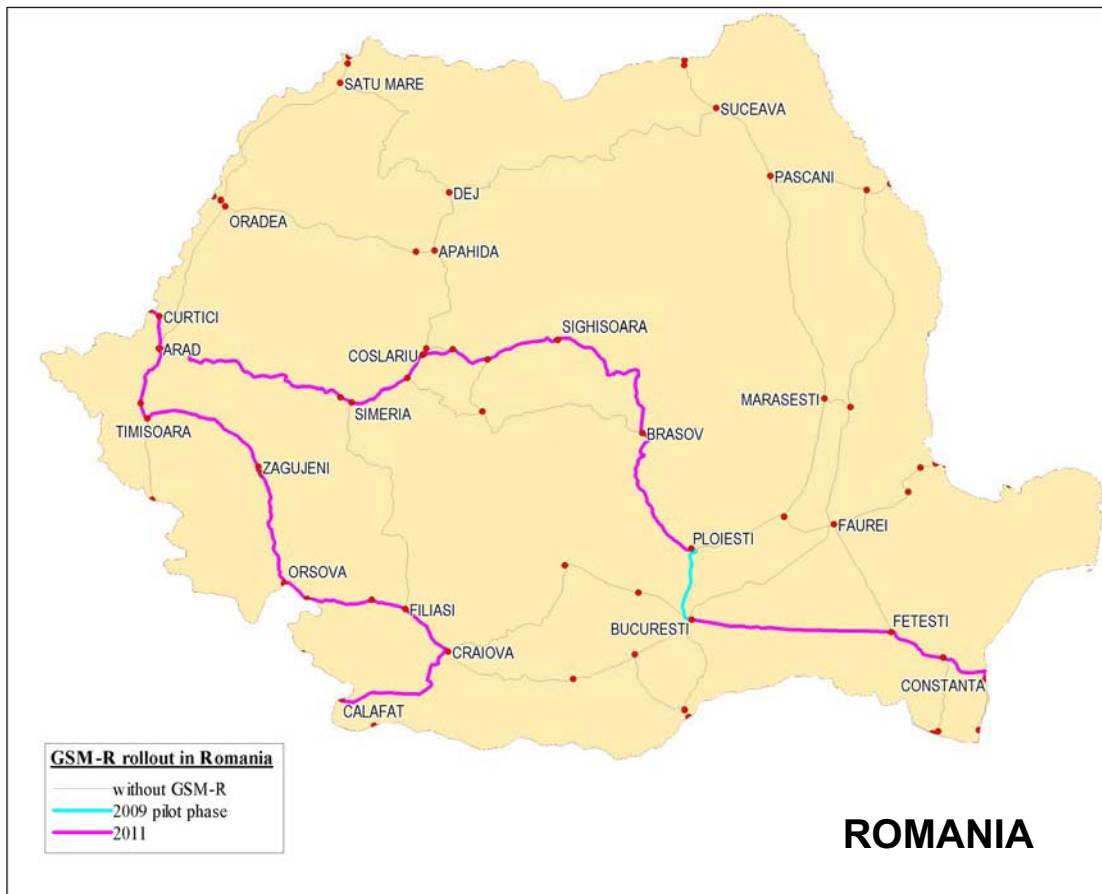 SATU MARE
SUCEAVA
PASCANI
DEJ
ORADEA
APAHIDA
CURTICI
SIGHISOARA
ARAD
COSLARIU
MARASESTI
SIMERIA
TIMISOARA
BRASOV
ZAGUJENI
FAUREI
PLOIESTI
ORSOVA
FILIASI
BUCURESTI
FETESTI
CRAIOVA
CONSTANTA
CALAFAT
GSM-R rollout in Romania
without GSM-R
2009 pilot phase
2011
ROMANIA